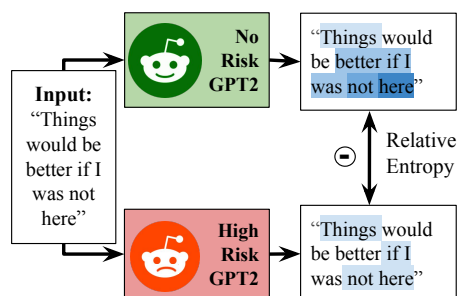 No
Risk
GPT2
“Things would
be better if I
was not here”
Input:
“Things
would be
better if I
was not
here”
Relative
Entropy
High
Risk
GPT2
“Things would
be better if I
was not here”